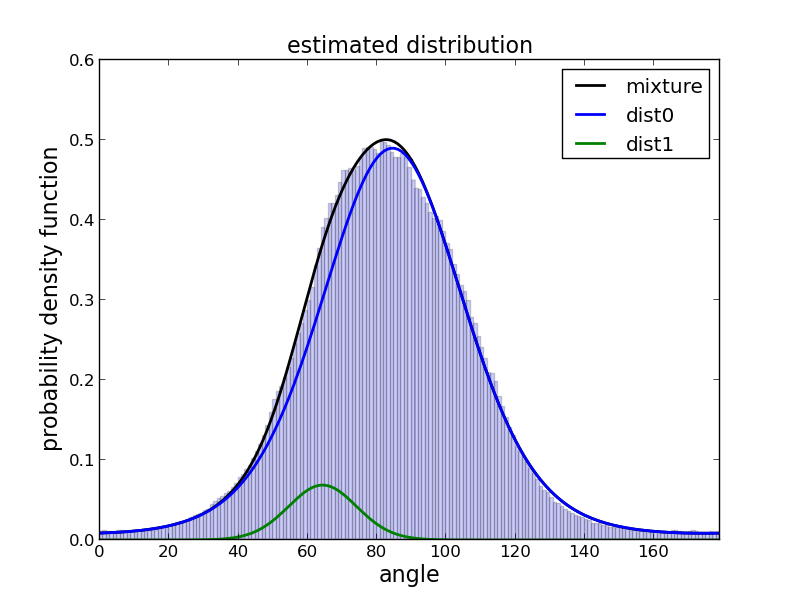 estimated distribution
0.6
0.5
0.4
0.3
0.2
0.1
0.0
probability density function
mixture
dist0
dist1
0 20 40 60 80 100 120 140 160
angle